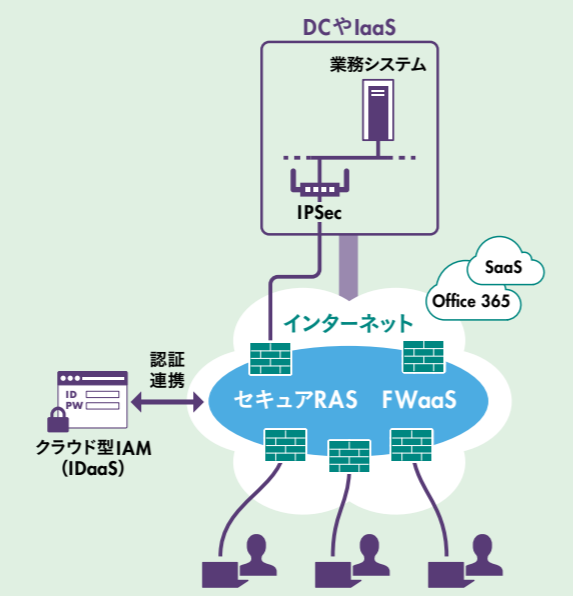 DCやIaaS
業務システム
IPSec
SaaS
Office 365
インターネット
認証
連携
ID
PW
セキュアRAS FWaaS
クラウド型IAM
(IDaaS)